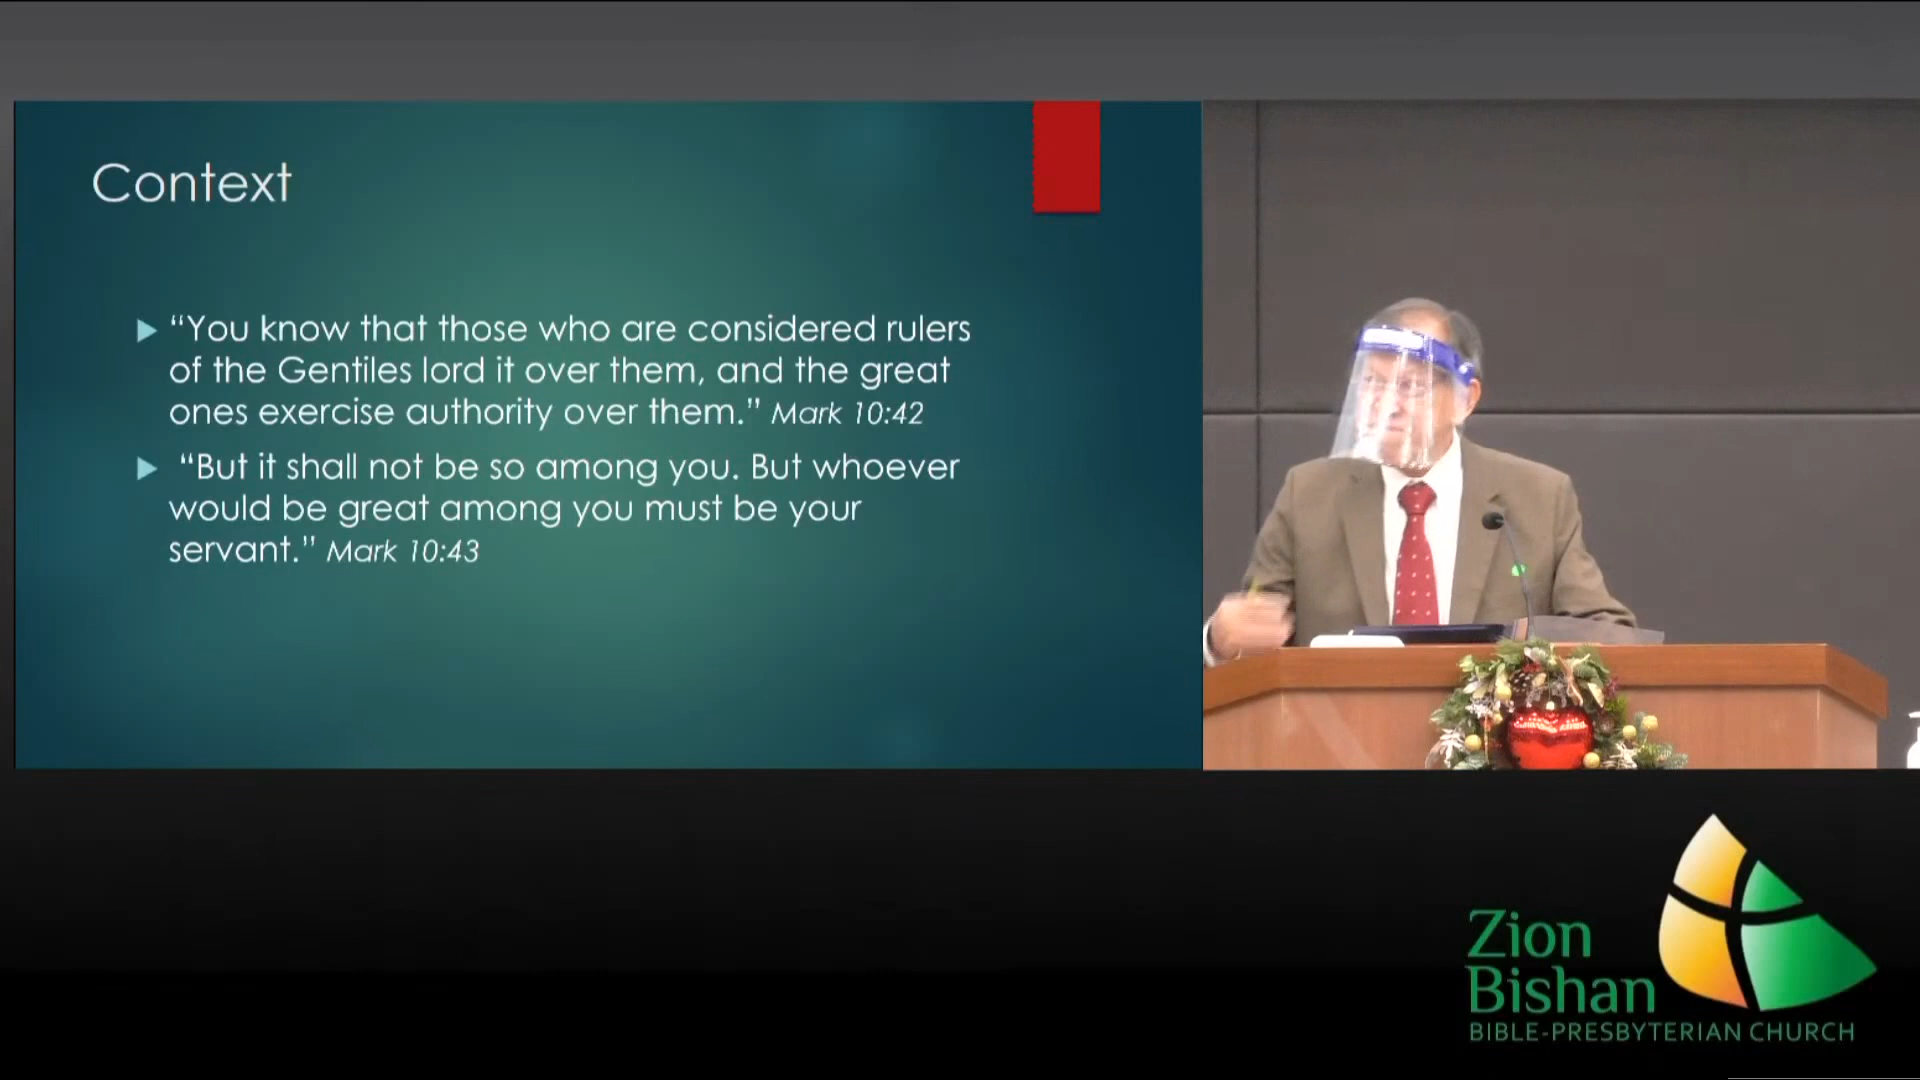 Context
“You know that those who are considered rulers
of the Gentiles lord it over them, and the great
ones exercise authority over them.” Mark 10:42
“But it shall not be so among you. But whoever
would be great among you must be your
servant.” Mark 10:43
Zion
Bishan
BIBLE-PRESBYTERIAN CHURCH